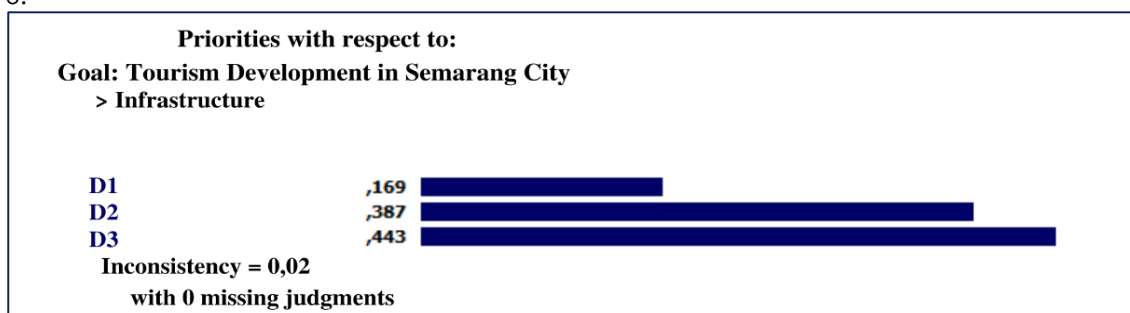 Priorities with respect to:
Goal: Tourism Development in Semarang City
> Infrastructure
D1 ,169
D2 ,387
D3 ,443
Inconsistency = 0,02
with 0 missing judgments